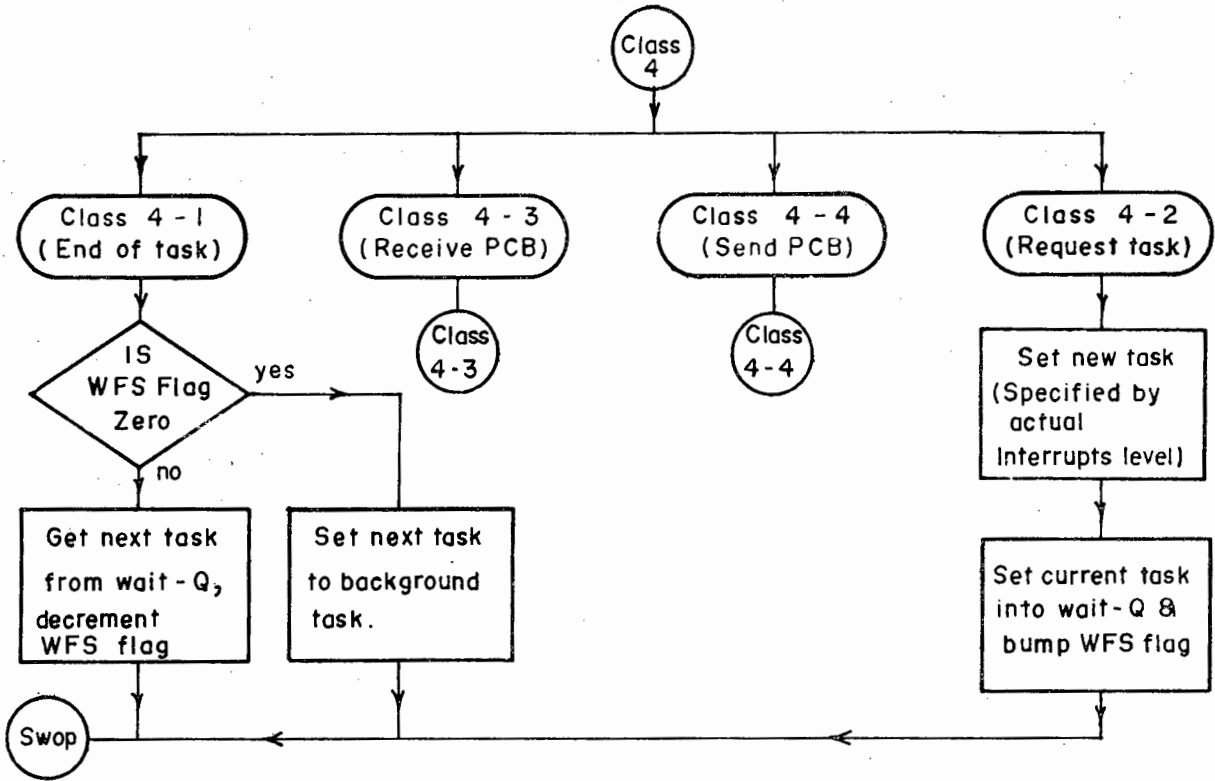 Class
4
Class 4 - 1
(End of task)
Class 4 - 3
(Receive PCB)
Class 4 - 4
(Send PCB)
Class 4 - 2
(Request task)
IS
WFS Flag
Zero
yes
no
Class
4-3
Class
4-4
Set new task
(Specified by
actual
Interrupts level)
Get next task
from wait - Q,
decrement
WFS flag
Set next task
to background
task.
Set current task
into wait - Q &
bump WFS flag
Swop